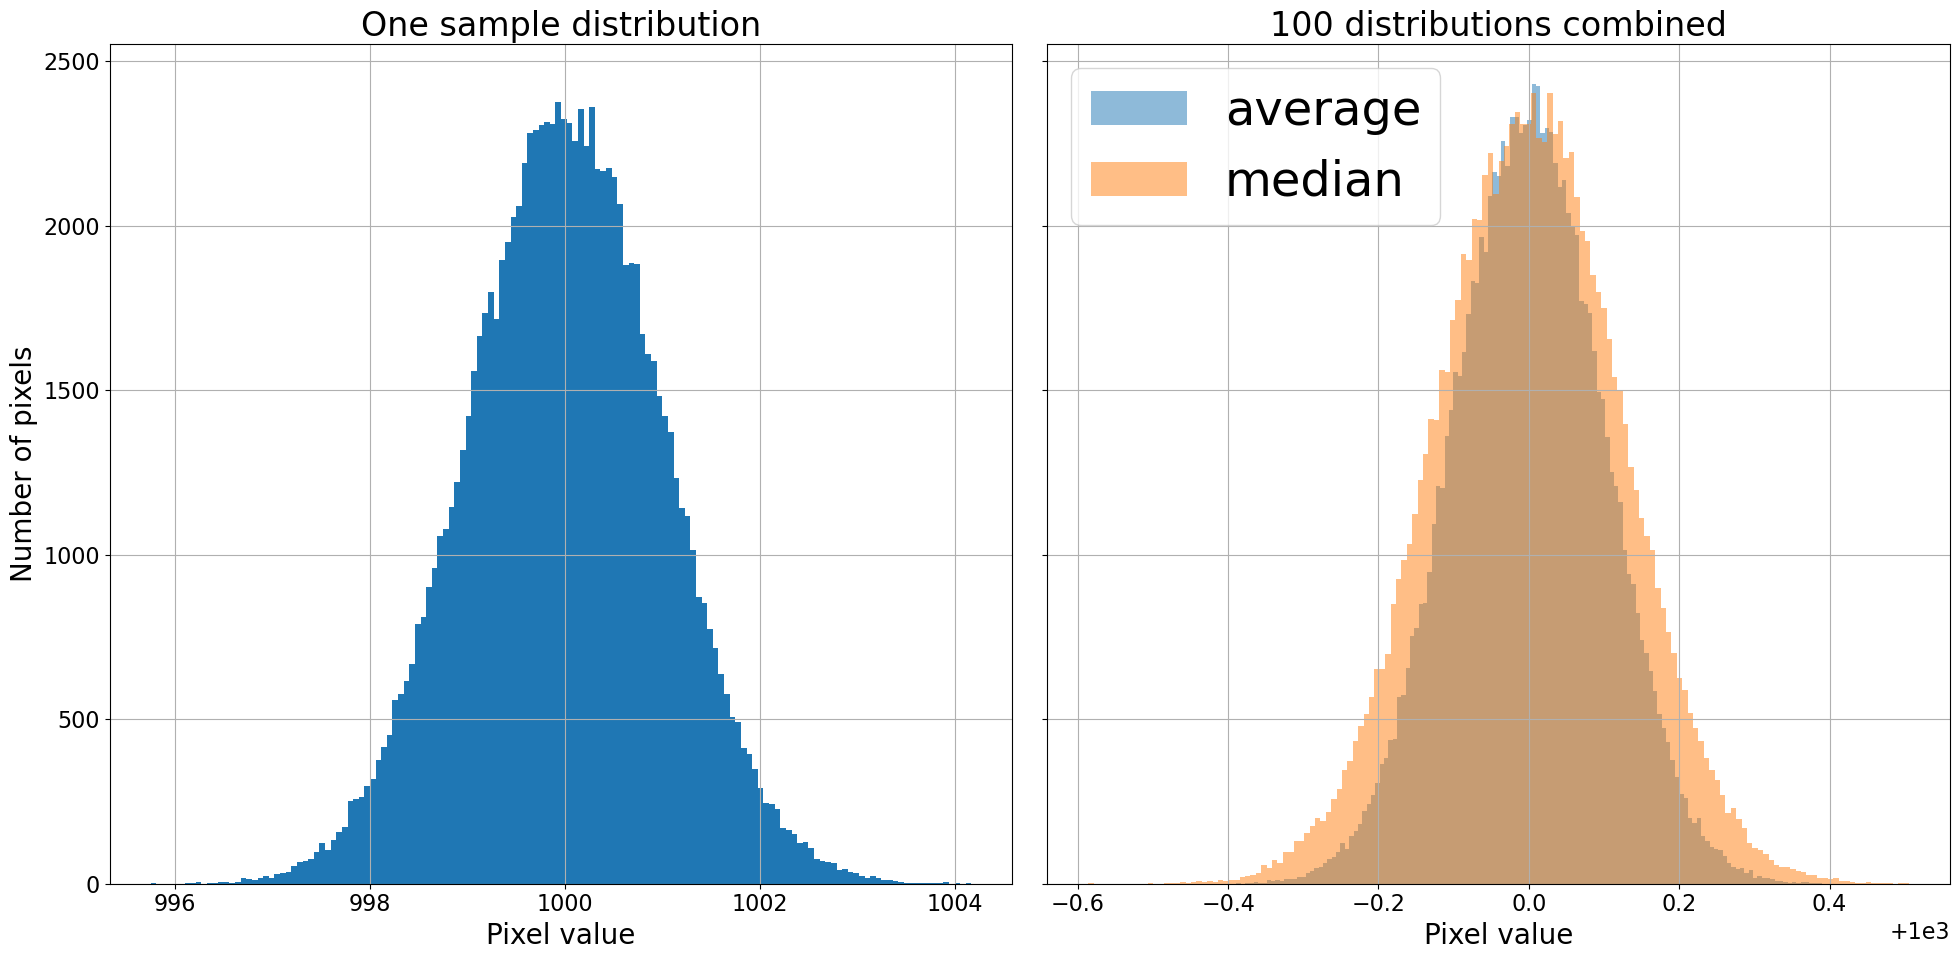 One sample distribution
2500
2000
1500
1000
500
0
Number of pixels
996 998 1000 1002 1004
Pixel value
100 distributions combined
average
median
−0.6 −0.4 −0.2 0.0 0.2 0.4
+1e3
Pixel value